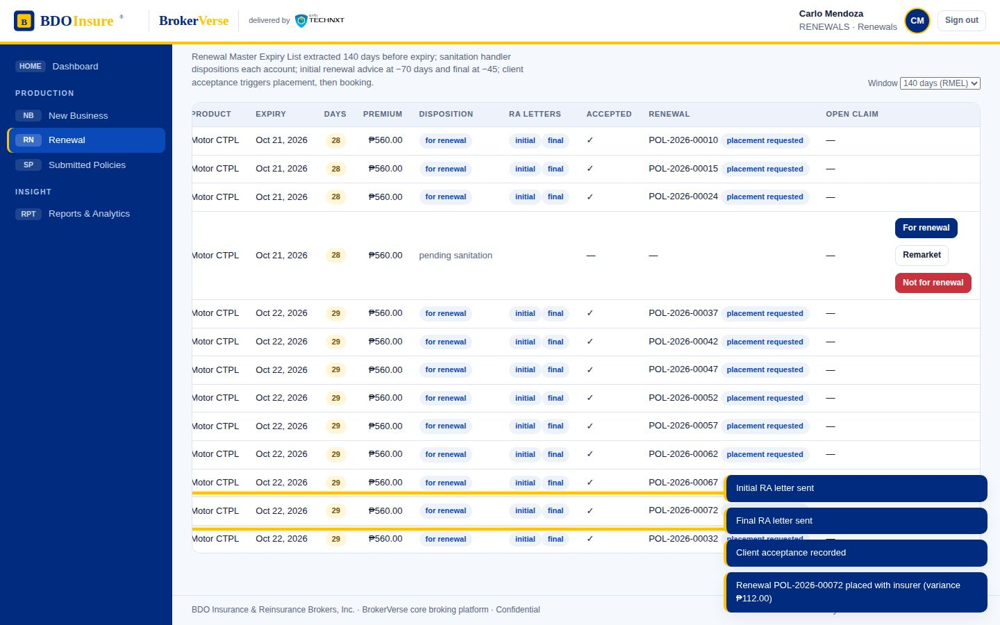 B BDOInsure ® BrokerVerse delivered by TECHNXT
Carlo Mendoza
RENEWALS · Renewals
CM
Sign out
HOME Dashboard
PRODUCTION
NB New Business
RN Renewal
SP Submitted Policies
INSIGHT
RPT Reports & Analytics
Renewal Master Expiry List extracted 140 days before expiry; sanitation handler
dispositions each account; initial renewal advice at −70 days and final at −45; client
acceptance triggers placement, then booking.
Window 140 days (RMEL)
PRODUCT EXPIRY DAYS PREMIUM DISPOSITION RA LETTERS ACCEPTED RENEWAL OPEN CLAIM
Motor CTPL Oct 21, 2026 28 ₱560.00 for renewal initial final ✓ POL-2026-00010 placement requested —
Motor CTPL Oct 21, 2026 28 ₱560.00 for renewal initial final ✓ POL-2026-00015 placement requested —
Motor CTPL Oct 21, 2026 28 ₱560.00 for renewal initial final ✓ POL-2026-00024 placement requested —
Motor CTPL Oct 21, 2026 28 ₱560.00 pending sanitation — — —
For renewal
Remarket
Not for renewal
Motor CTPL Oct 22, 2026 29 ₱560.00 for renewal initial final ✓ POL-2026-00037 placement requested —
Motor CTPL Oct 22, 2026 29 ₱560.00 for renewal initial final ✓ POL-2026-00042 placement requested —
Motor CTPL Oct 22, 2026 29 ₱560.00 for renewal initial final ✓ POL-2026-00047 placement requested —
Motor CTPL Oct 22, 2026 29 ₱560.00 for renewal initial final ✓ POL-2026-00052 placement requested —
Motor CTPL Oct 22, 2026 29 ₱560.00 for renewal initial final ✓ POL-2026-00057 placement requested —
Motor CTPL Oct 22, 2026 29 ₱560.00 for renewal initial final ✓ POL-2026-00062 placement requested —
Motor CTPL Oct 22, 2026 29 ₱560.00 for renewal initial final ✓ POL-2026-00067
Motor CTPL Oct 22, 2026 29 ₱560.00 for renewal initial final ✓ POL-2026-00072
Motor CTPL Oct 22, 2026 29 ₱560.00 for renewal initial final ✓ POL-2026-00032 placement requested —
Initial RA letter sent
Final RA letter sent
Client acceptance recorded
Renewal POL-2026-00072 placed with insurer (variance
₱112.00)
BDO Insurance & Reinsurance Brokers, Inc. · BrokerVerse core broking platform · Confidential